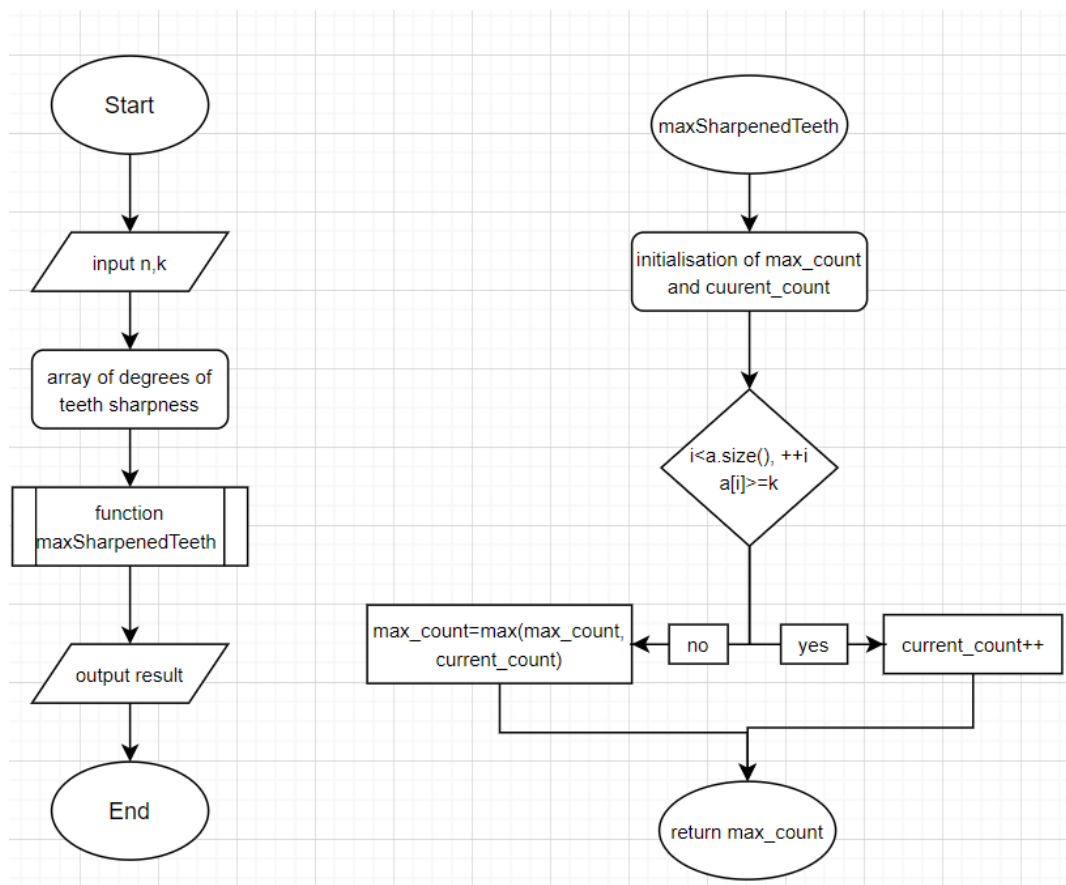 Start
input n,k
array of degrees of
teeth sharpness
function
maxSharpenedTeeth
output result
End
maxSharpenedTeeth
initialisation of max_count
and cuurent_count
i<a.size(), ++i
a[i]>=k
no
yes
max_count=max(max_count,
current_count)
current_count++
return max_count